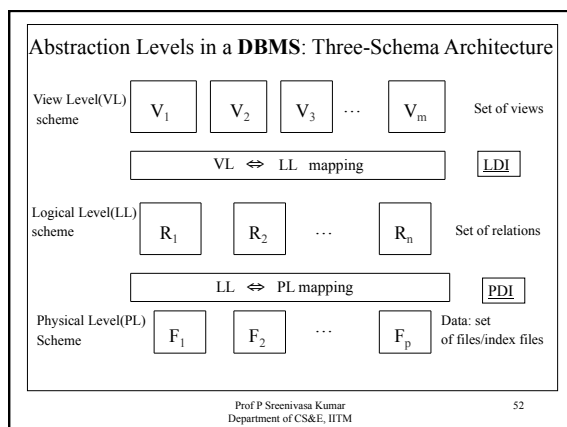 Abstraction Levels in a DBMS: Three-Schema Architecture
View Level(VL)
scheme
V1 V2 V3 … Vm
Set of views
VL ⇔ LL mapping
LDI
Logical Level(LL)
scheme
R1 R2 … Rn
Set of relations
LL ⇔ PL mapping
PDI
Physical Level(PL)
Scheme
F1 F2 … Fp
Data: set
of files/index files
Prof P Sreenivasa Kumar
Department of CS&E, IITM
52